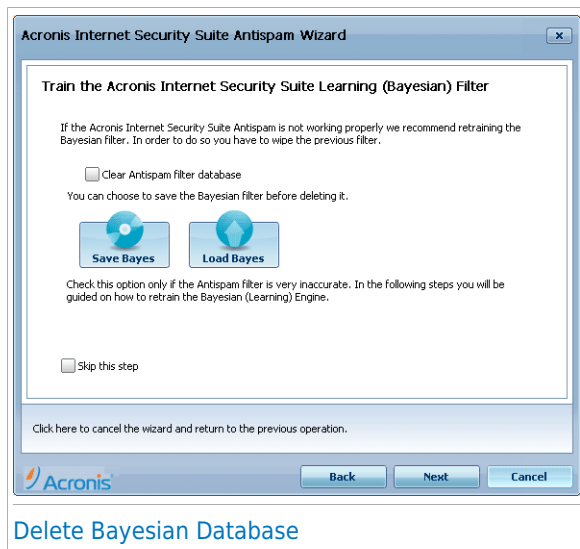 Acronis Internet Security Suite Antispam Wizard
x
Train the Acronis Internet Security Suite Learning (Bayesian) Filter
If the Acronis Internet Security Suite Antispam is not working properly we recommend retraining the
Bayesian filter. In order to do so you have to wipe the previous filter.
Clear Antispam filter database
You can choose to save the Bayesian filter before deleting it.
Save Bayes
Load Bayes
Check this option only if the Antispam filter is very inaccurate. In the following steps you will be
guided on how to retrain the Bayesian (Learning) Engine.
Skip this step
Click here to cancel the wizard and return to the previous operation.
Acronis
Back
Next
Cancel
Delete Bayesian Database